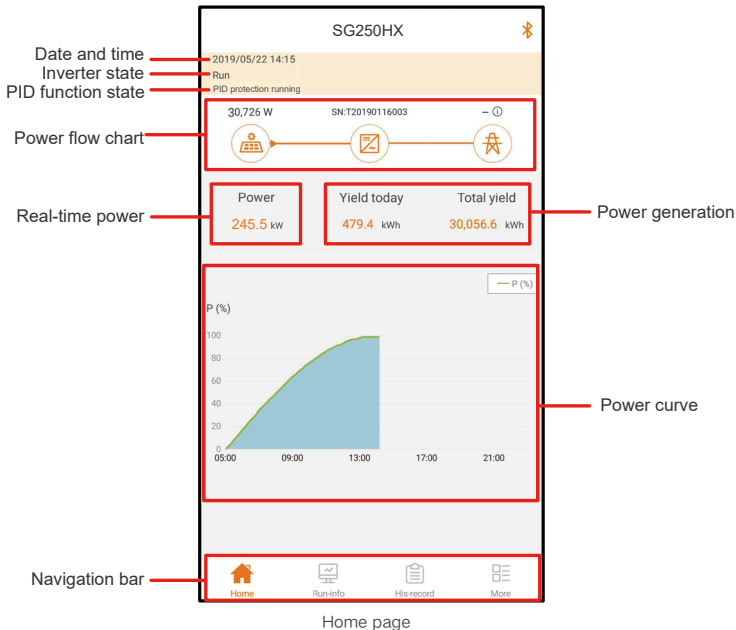 SG250HX
Date and time
2019/05/22 14:15
Inverter state
Run
PID function state
PID protection running
30,726 W
SN:T20190116003
--
Power flow chart
Power
Yield today
Total yield
Real-time power
245.5 kW
479.4 kWh
30,056.6 kWh
Power generation
P (%)
P (%)
100
80
60
40
20
0
05:00
09:00
13:00
17:00
21:00
Power curve
Navigation bar
Home
Run-info
His-record
More
Home page